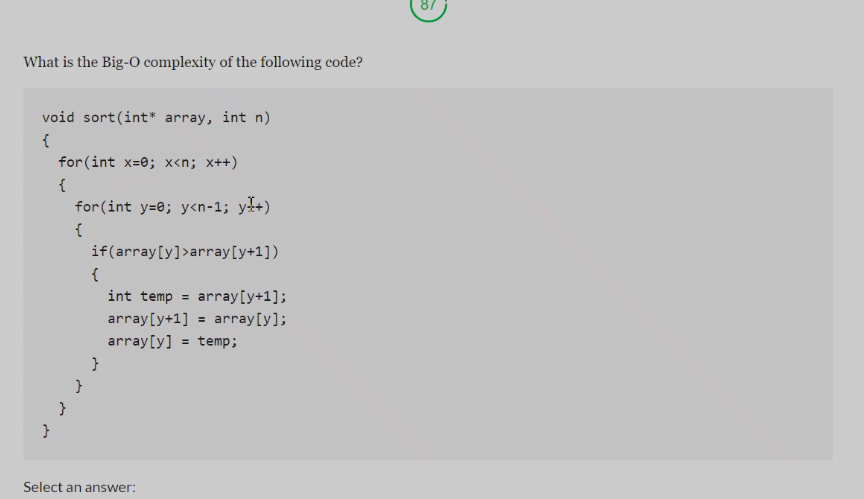 87
What is the Big-O complexity of the following code?
void sort(int* array, int n)
{
for(int x=0; x<n; x++)
{
for(int y=0; y<n-1; y++)
{
if(array[y]>array[y+1])
{
int temp = array[y+1];
array[y+1] = array[y];
array[y] = temp;
}
}
}
}
Select an answer: